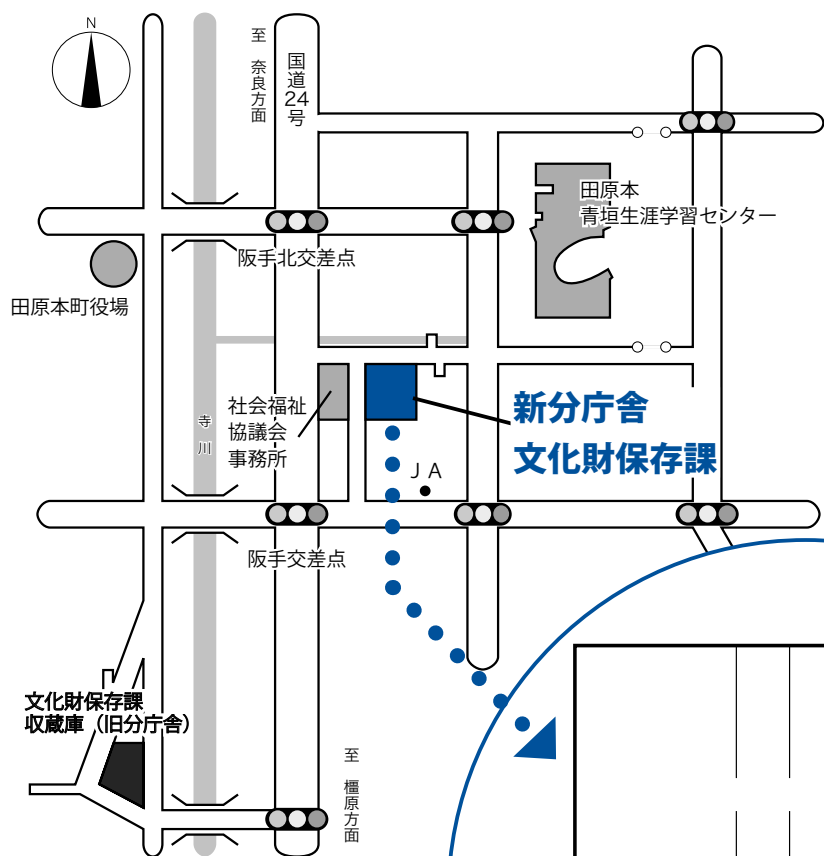 N
至 奈良方面
国道24号
田原本
青垣生涯学習センター
阪手北交差点
田原本町役場
寺川
社会福祉
協議会
事務所
新分庁舎
文化財保存課
ＪＡ
阪手交差点
文化財保存課
収蔵庫（旧分庁舎）
至 橿原方面